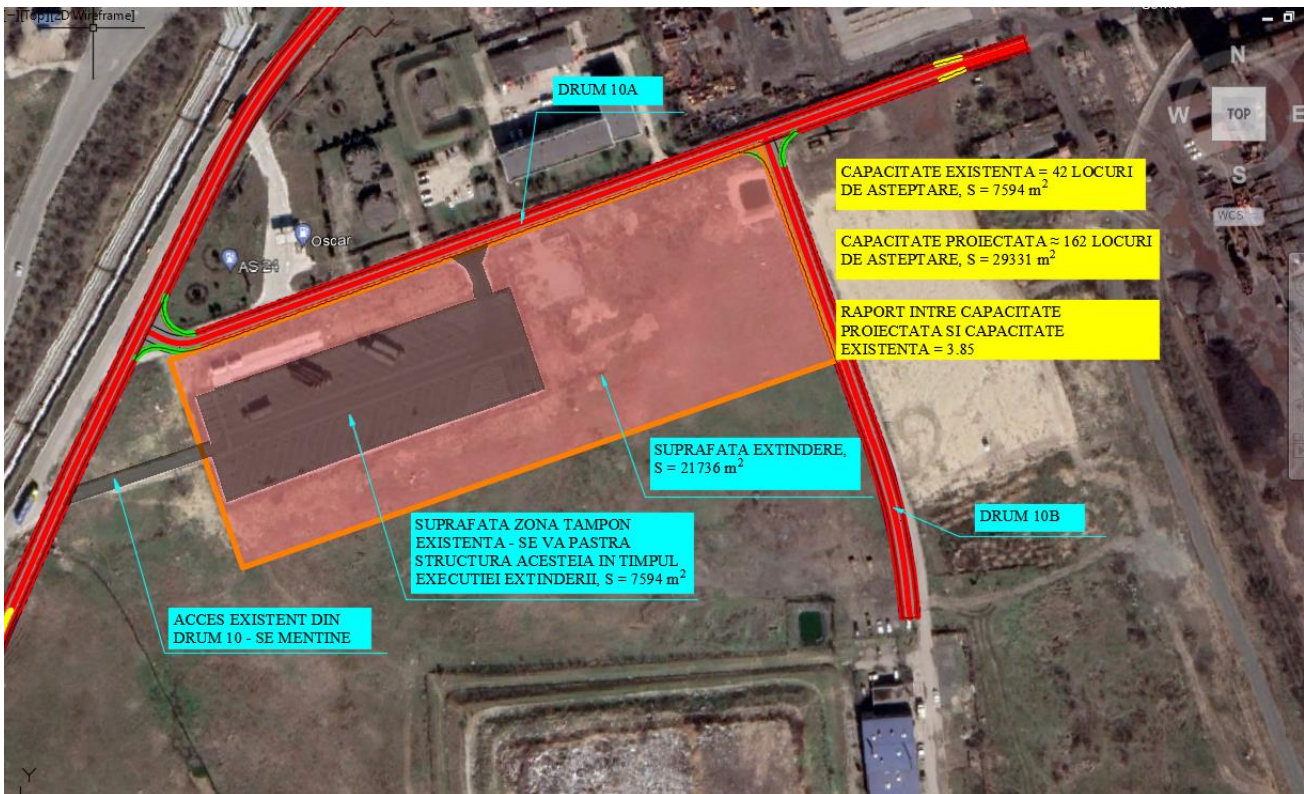 [−][Top][2D Wireframe]
N
W
TOP
E
S
WCS
DRUM 10A
CAPACITATE EXISTENTA = 42 LOCURI
DE ASTEPTARE, S = 7594 m²
Oscar
AS 24
CAPACITATE PROIECTATA ≈ 162 LOCURI
DE ASTEPTARE, S = 29331 m²
RAPORT INTRE CAPACITATE
PROIECTATA SI CAPACITATE
EXISTENTA = 3.85
SUPRAFATA EXTINDERE,
S = 21736 m²
DRUM 10B
SUPRAFATA ZONA TAMPON
EXISTENTA - SE VA PASTRA
STRUCTURA ACESTEIA IN TIMPUL
EXECUTIEI EXTINDERII, S = 7594 m²
ACCES EXISTENT DIN
DRUM 10 - SE MENTINE
Y